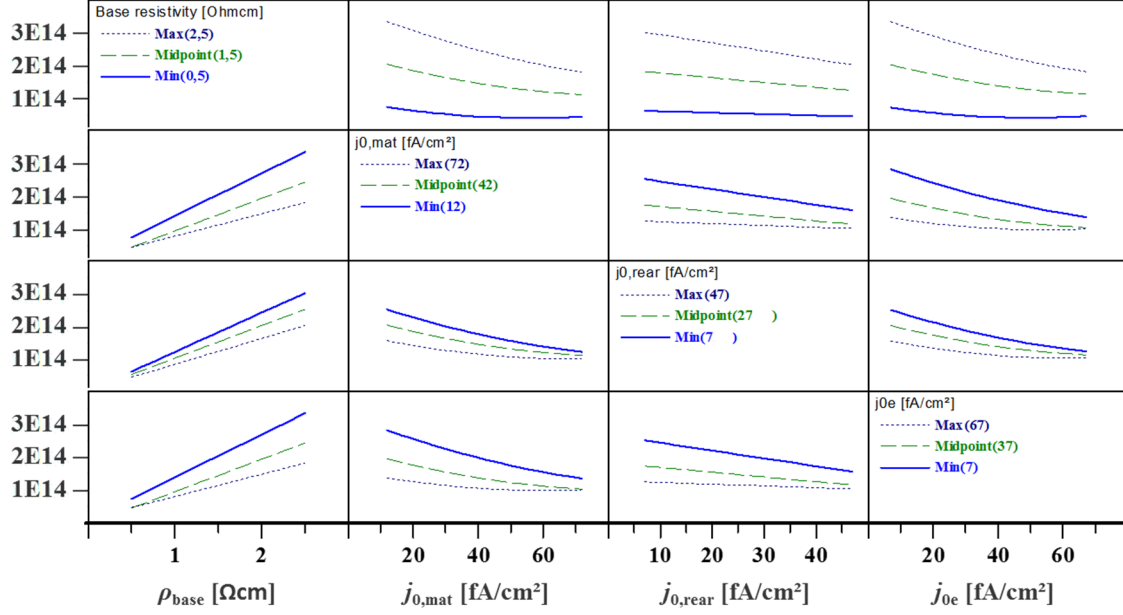 Base resistivity [Ohmcm]
Max(2,5)
Midpoint(1,5)
Min(0,5)
3E14
2E14
1E14
j0,mat [fA/cm²]
Max(72)
Midpoint(42)
Min(12)
3E14
2E14
1E14
j0,rear [fA/cm²]
Max(47)
Midpoint(27 )
Min(7 )
3E14
2E14
1E14
j0e [fA/cm²]
Max(67)
Midpoint(37)
Min(7)
3E14
2E14
1E14
1 2 20 40 60 10 20 30 40 20 40 60
ρbase [Ωcm] j0,mat [fA/cm²] j0,rear [fA/cm²] j0e [fA/cm²]